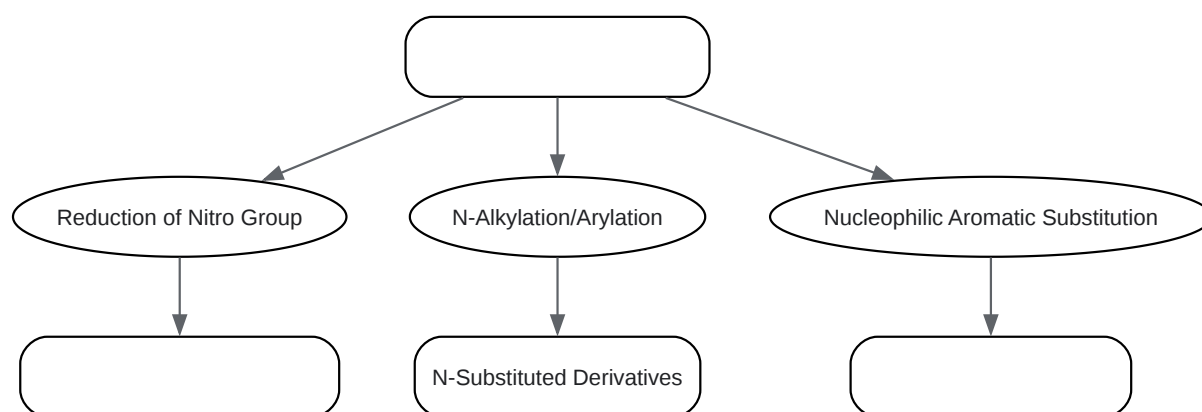 Reduction of Nitro Group
N-Alkylation/Arylation
Nucleophilic Aromatic Substitution
N-Substituted Derivatives